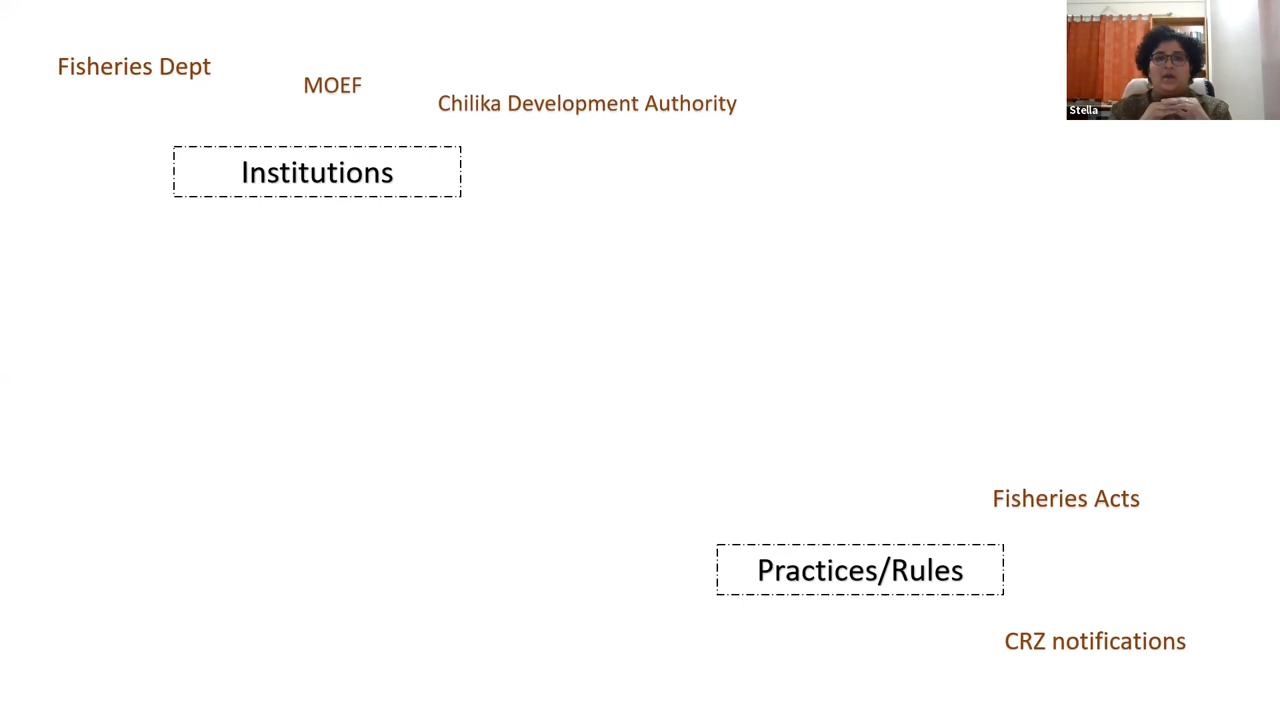 Fisheries Dept
MOEF
Chilika Development Authority
Stella
Institutions
Fisheries Acts
Practices/Rules
CRZ notifications